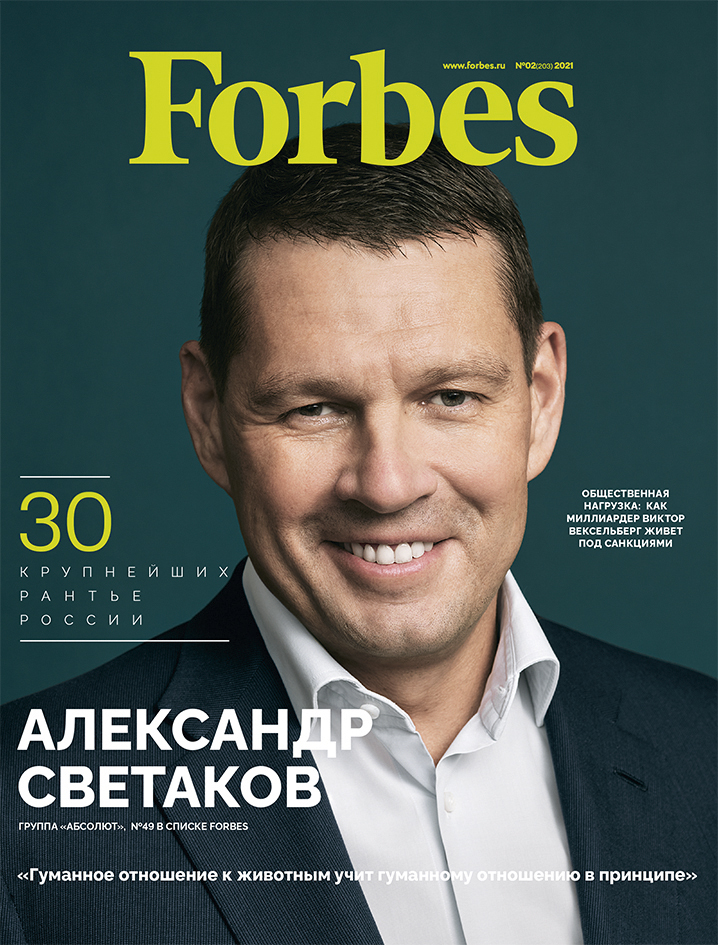 www.forbes.ru №02(203) 2021
Forbes
30
КРУПНЕЙШИХ
РАНТЬЕ
РОССИИ
ОБЩЕСТВЕННАЯ
НАГРУЗКА: КАК
МИЛЛИАРДЕР ВИКТОР
ВЕКСЕЛЬБЕРГ ЖИВЕТ
ПОД САНКЦИЯМИ
АЛЕКСАНДР
СВЕТАКОВ
ГРУППА «АБСОЛЮТ», №49 В СПИСКЕ FORBES
«Гуманное отношение к животным учит гуманному отношению в принципе»